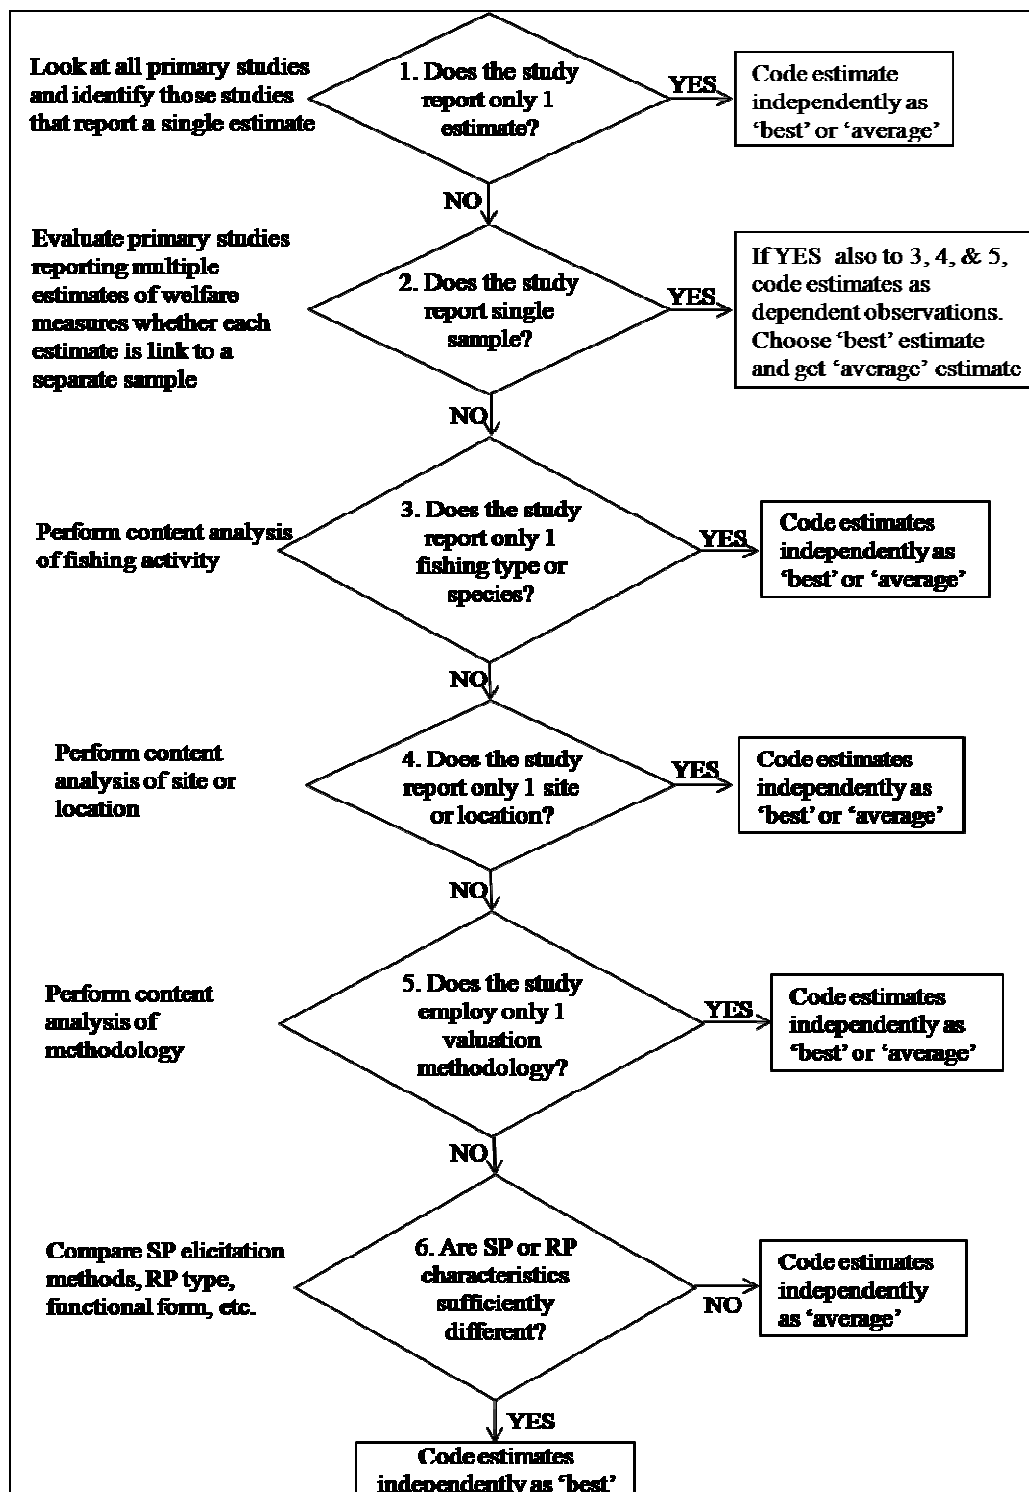 Look at all primary studies
and identify those studies
that report a single estimate
1. Does the study
report only 1
estimate?
YES
Code estimate
independently as
‘best’ or ‘average’
NO
Evaluate primary studies
reporting multiple
estimates of welfare
measures whether each
estimate is link to a
separate sample
2. Does the study
report single
sample?
YES
If YES also to 3, 4, & 5,
code estimates as
dependent observations.
Choose ‘best’ estimate
and get ‘average’ estimate
NO
Perform content analysis
of fishing activity
3. Does the study
report only 1
fishing type or
species?
YES
Code estimates
independently as
‘best’ or ‘average’
NO
Perform content
analysis of site or
location
4. Does the study
report only 1 site
or location?
YES
Code estimates
independently as
‘best’ or ‘average’
NO
Perform content
analysis of
methodology
5. Does the study
employ only 1
valuation
methodology?
YES
Code estimates
independently as
‘best’ or ‘average’
NO
Compare SP elicitation
methods, RP type,
functional form, etc.
6. Are SP or RP
characteristics
sufficiently
different?
NO
Code estimates
independently
as ‘average’
YES
Code estimates
independently as ‘best’